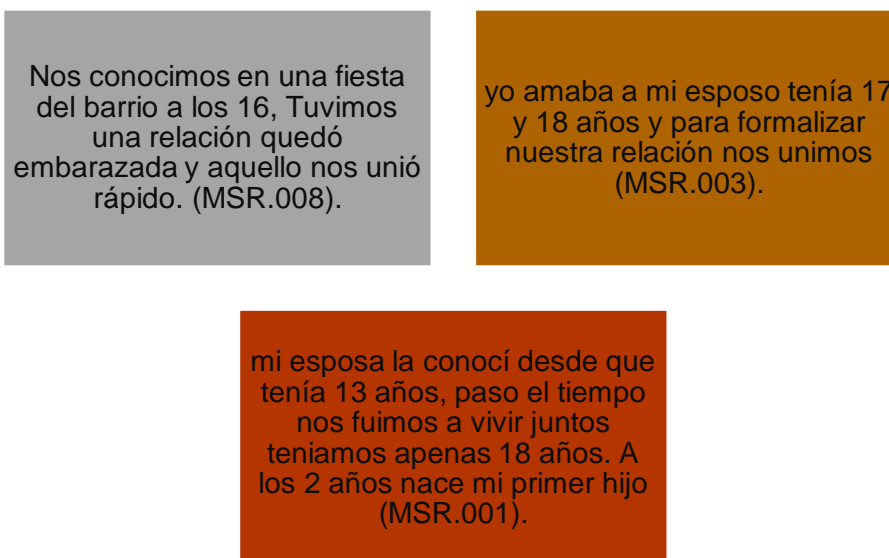 Nos conocimos en una fiesta
del barrio a los 16, Tuvimos
una relación quedó
embarazada y aquello nos unió
rápido. (MSR.008).
yo amaba a mi esposo tenía 17
y 18 años y para formalizar
nuestra relación nos unimos
(MSR.003).
mi esposa la conocí desde que
tenía 13 años, paso el tiempo
nos fuimos a vivir juntos
teniamos apenas 18 años. A
los 2 años nace mi primer hijo
(MSR.001).